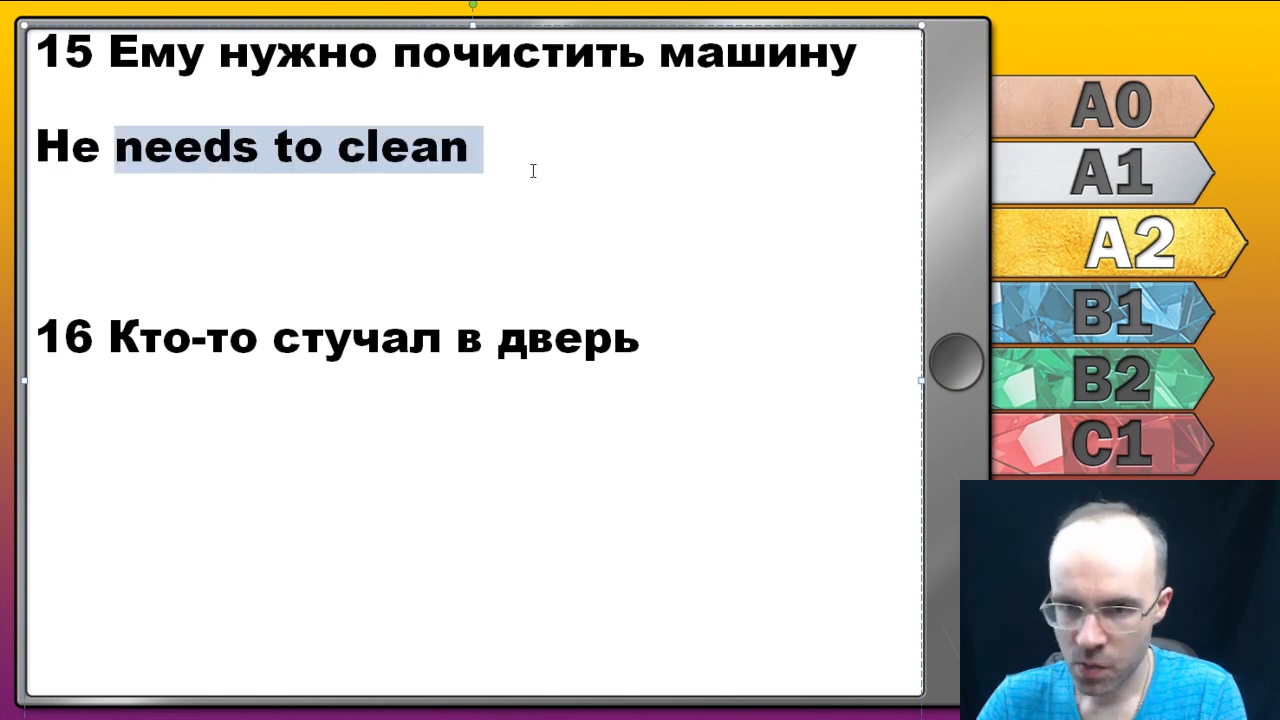 15 Ему нужно почистить машину
He needs to clean
16 Кто-то стучал в дверь
A0
A1
A2
B1
B2
C1